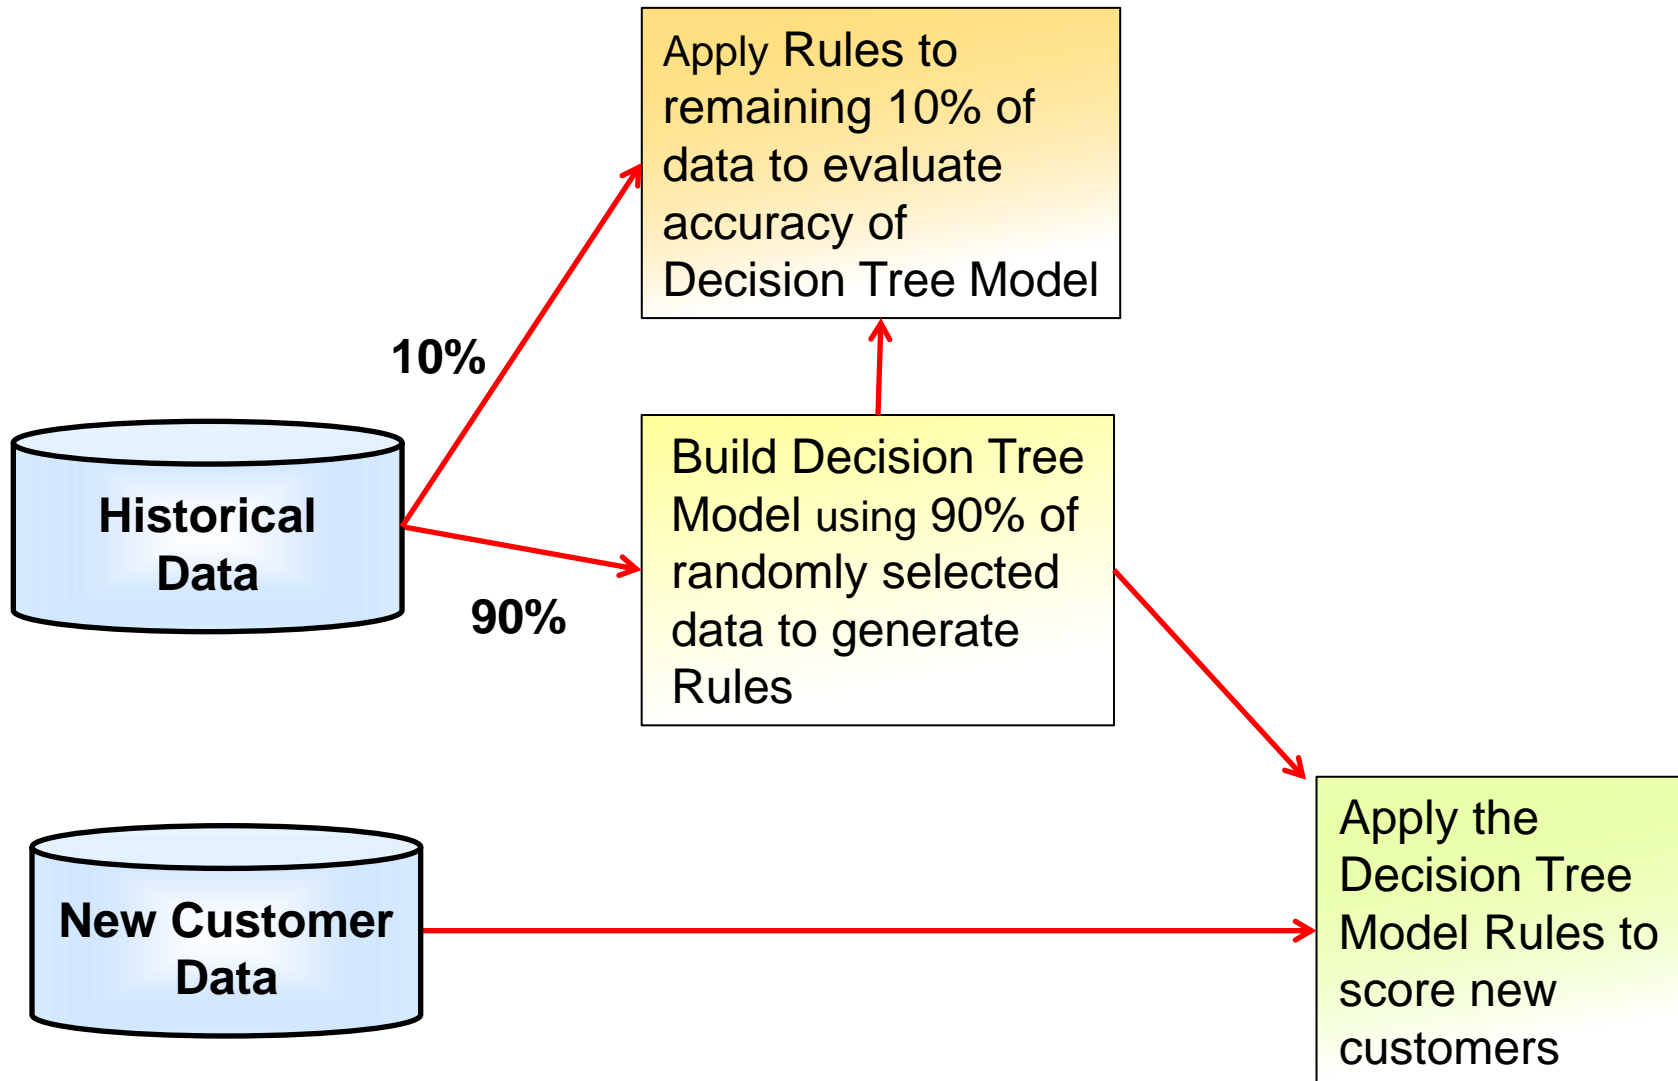 Apply Rules to
remaining 10% of
data to evaluate
accuracy of
Decision Tree Model
10%
Historical
Data
90%
Build Decision Tree
Model using 90% of
randomly selected
data to generate
Rules
New Customer
Data
Apply the
Decision Tree
Model Rules to
score new
customers